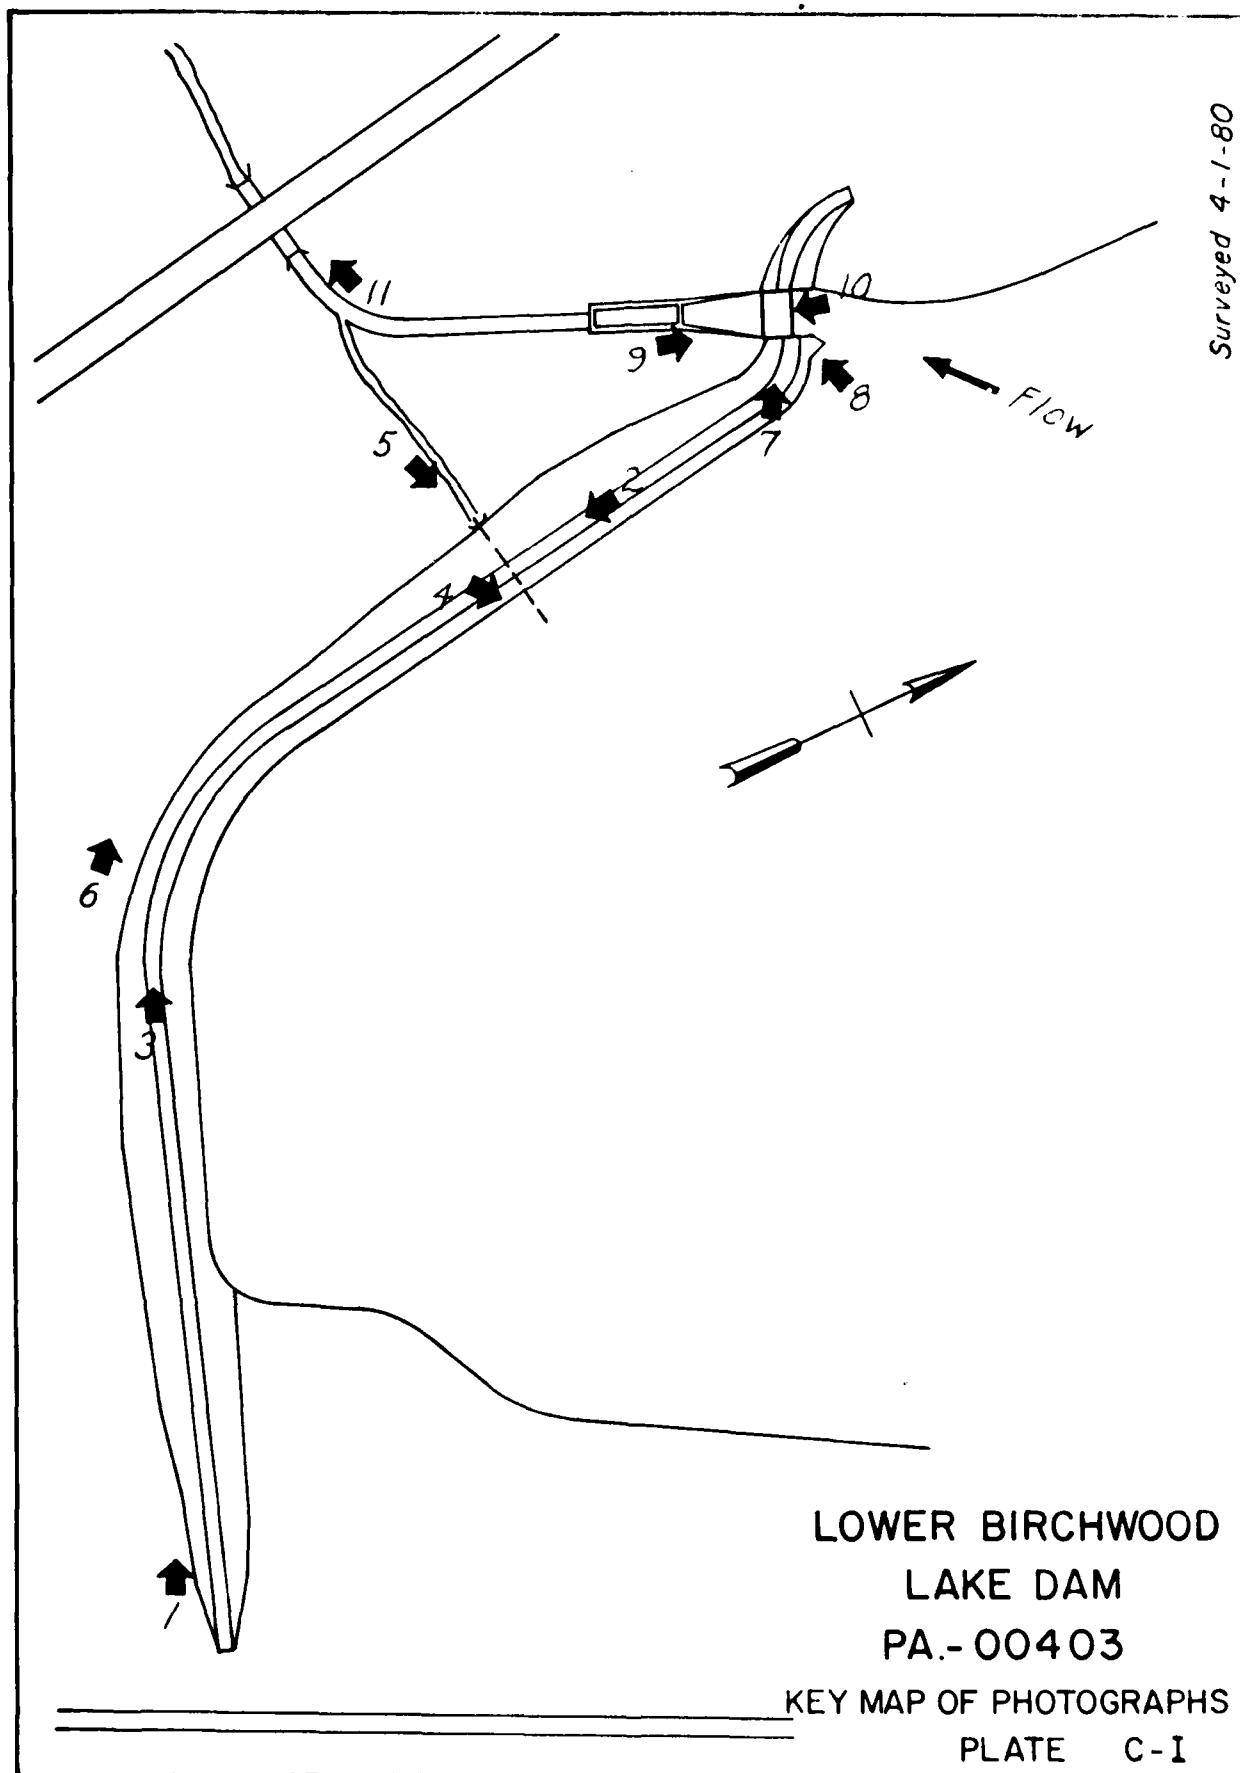 Surveyed 4-1-80
11
10
9
8
Flow
5
7
2
4
6
3
1
LOWER BIRCHWOOD
LAKE DAM
PA.-00403
KEY MAP OF PHOTOGRAPHS
PLATE C-I